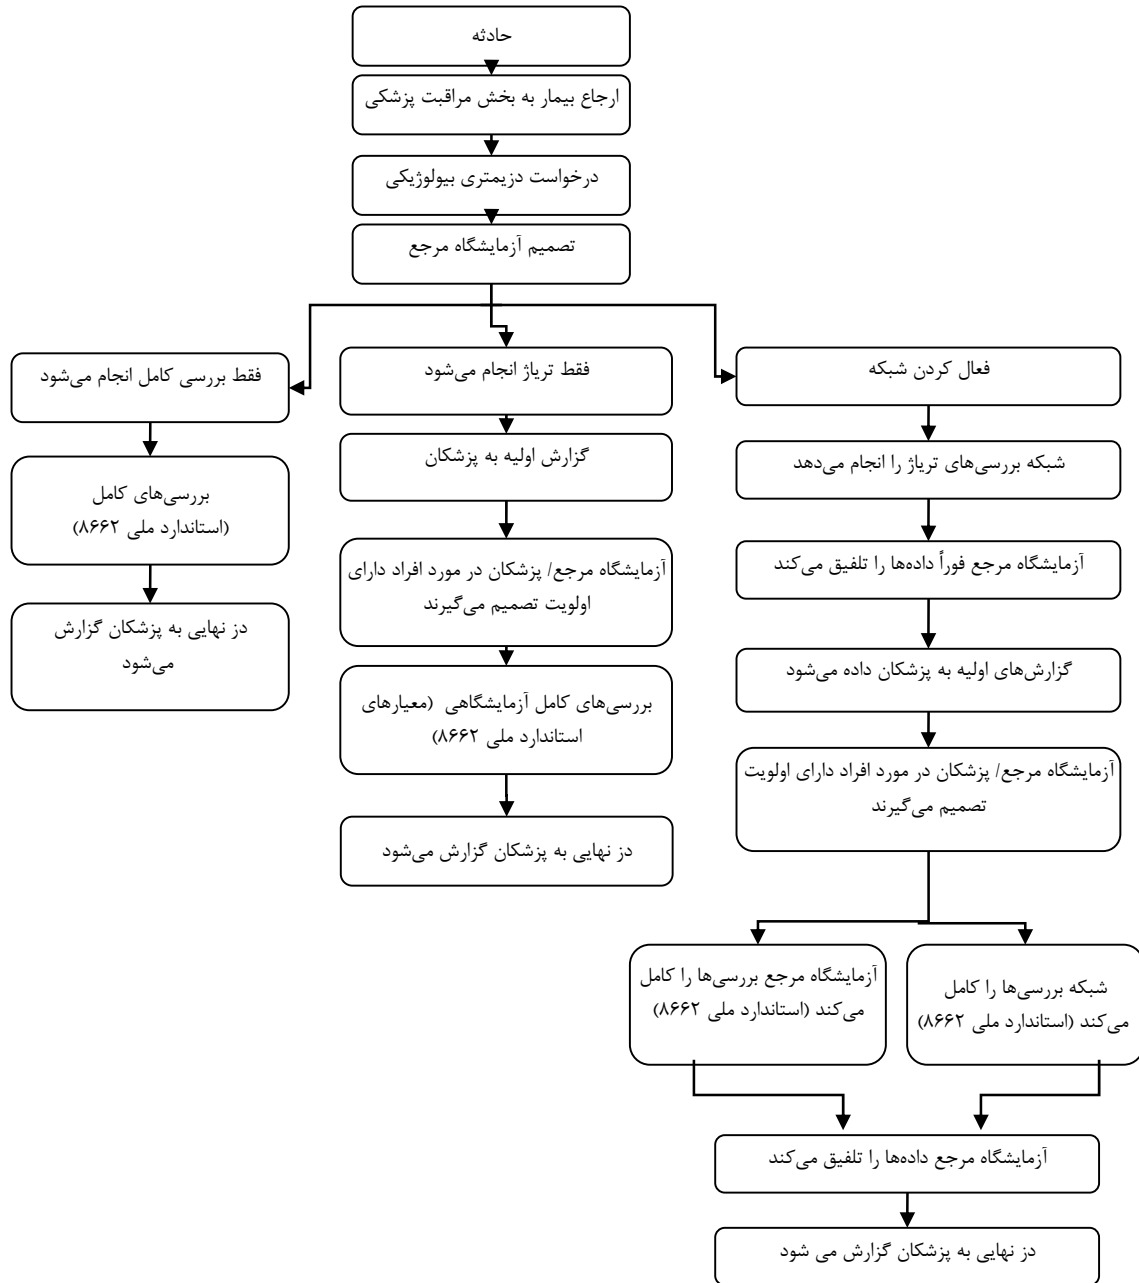 حادثه
ارجاع بیمار به بخش مراقبت پزشکی
درخواست دزیمتری بیولوژیکی
تصمیم آزمایشگاه مرجع
فعال کردن شبکه
شبکه بررسی‌های تریاژ را انجام می‌دهد
آزمایشگاه مرجع فوراً داده‌ها را تلفیق می‌کند
گزارش‌های اولیه به پزشکان داده می‌شود
آزمایشگاه مرجع/ پزشکان در مورد افراد دارای اولویت
تصمیم می‌گیرند
شبکه بررسی‌ها را کامل
می‌کند (استاندارد ملی ۸۶۶۲)
آزمایشگاه مرجع بررسی‌ها را کامل
می‌کند (استاندارد ملی ۸۶۶۲)
آزمایشگاه مرجع داده‌ها را تلفیق می‌کند
دز نهایی به پزشکان گزارش می شود
فقط تریاژ انجام می‌شود
گزارش اولیه به پزشکان
آزمایشگاه مرجع/ پزشکان در مورد افراد دارای
اولویت تصمیم می‌گیرند
بررسی‌های کامل آزمایشگاهی (معیارهای
استاندارد ملی ۸۶۶۲)
دز نهایی به پزشکان گزارش می‌شود
فقط بررسی کامل انجام می‌شود
بررسی‌های کامل
(استاندارد ملی ۸۶۶۲)
دز نهایی به پزشکان گزارش
می‌شود